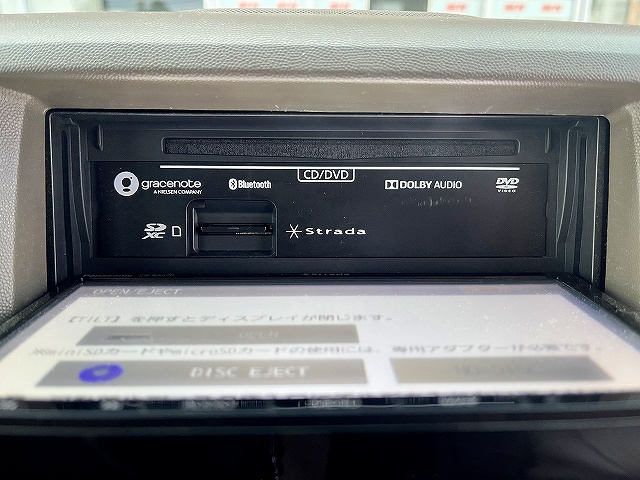 CD/DVD
gracenote
A NIELSEN COMPANY
Bluetooth
DOLBY AUDIO
DVD
VIDEO
SD
XC
Strada
OPEN/EJECT
【TILT】を押すとディスプレイが閉じます。
OPEN
※miniSDカードやmicroSDカードの使用には、専用アダプターが必要です。
DISC EJECT